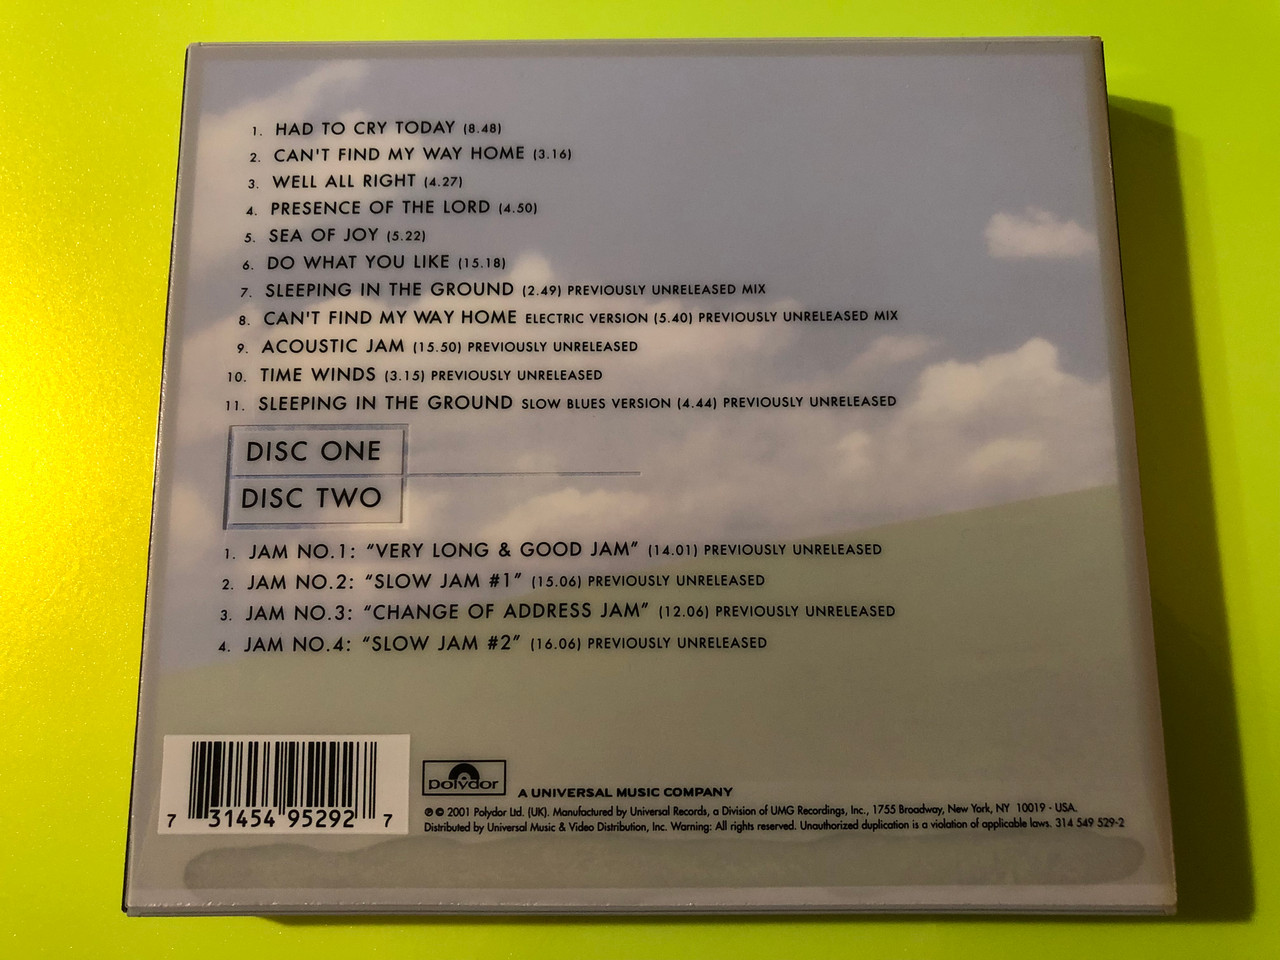 1. HAD TO CRY TODAY (8.48)
2. CAN'T FIND MY WAY HOME (3.16)
3. WELL ALL RIGHT (4.27)
4. PRESENCE OF THE LORD (4.50)
5. SEA OF JOY (5.22)
6. DO WHAT YOU LIKE (15.18)
7. SLEEPING IN THE GROUND (2.49) PREVIOUSLY UNRELEASED MIX
8. CAN'T FIND MY WAY HOME ELECTRIC VERSION (5.40) PREVIOUSLY UNRELEASED MIX
9. ACOUSTIC JAM (15.50) PREVIOUSLY UNRELEASED
10. TIME WINDS (3.15) PREVIOUSLY UNRELEASED
11. SLEEPING IN THE GROUND SLOW BLUES VERSION (4.44) PREVIOUSLY UNRELEASED
DISC ONE
DISC TWO
1. JAM NO.1: “VERY LONG & GOOD JAM” (14.01) PREVIOUSLY UNRELEASED
2. JAM NO.2: “SLOW JAM #1” (15.06) PREVIOUSLY UNRELEASED
3. JAM NO.3: “CHANGE OF ADDRESS JAM” (12.06) PREVIOUSLY UNRELEASED
4. JAM NO.4: “SLOW JAM #2” (16.06) PREVIOUSLY UNRELEASED
7 31454 95292 7
polydor
A UNIVERSAL MUSIC COMPANY
℗ © 2001 Polydor Ltd. (UK). Manufactured by Universal Records, a Division of UMG Recordings, Inc., 1755 Broadway, New York, NY 10019 - USA.
Distributed by Universal Music & Video Distribution, Inc. Warning: All rights reserved. Unauthorized duplication is a violation of applicable laws. 314 549 529-2